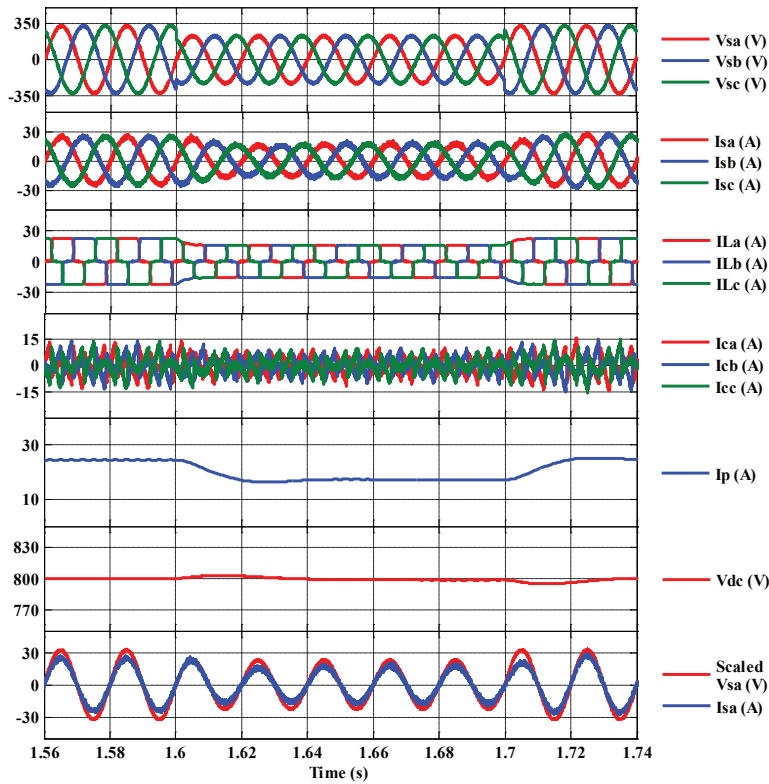 350
0
-350
Vsa (V)
Vsb (V)
Vsc (V)
30
0
-30
Isa (A)
Isb (A)
Isc (A)
30
0
-30
ILa (A)
ILb (A)
ILc (A)
15
0
-15
Ica (A)
Icb (A)
Icc (A)
30
10
Ip (A)
830
800
770
Vdc (V)
30
0
-30
Scaled
Vsa (V)
Isa (A)
1.56 1.58 1.6 1.62 1.64 1.66 1.68 1.7 1.72 1.74
Time (s)